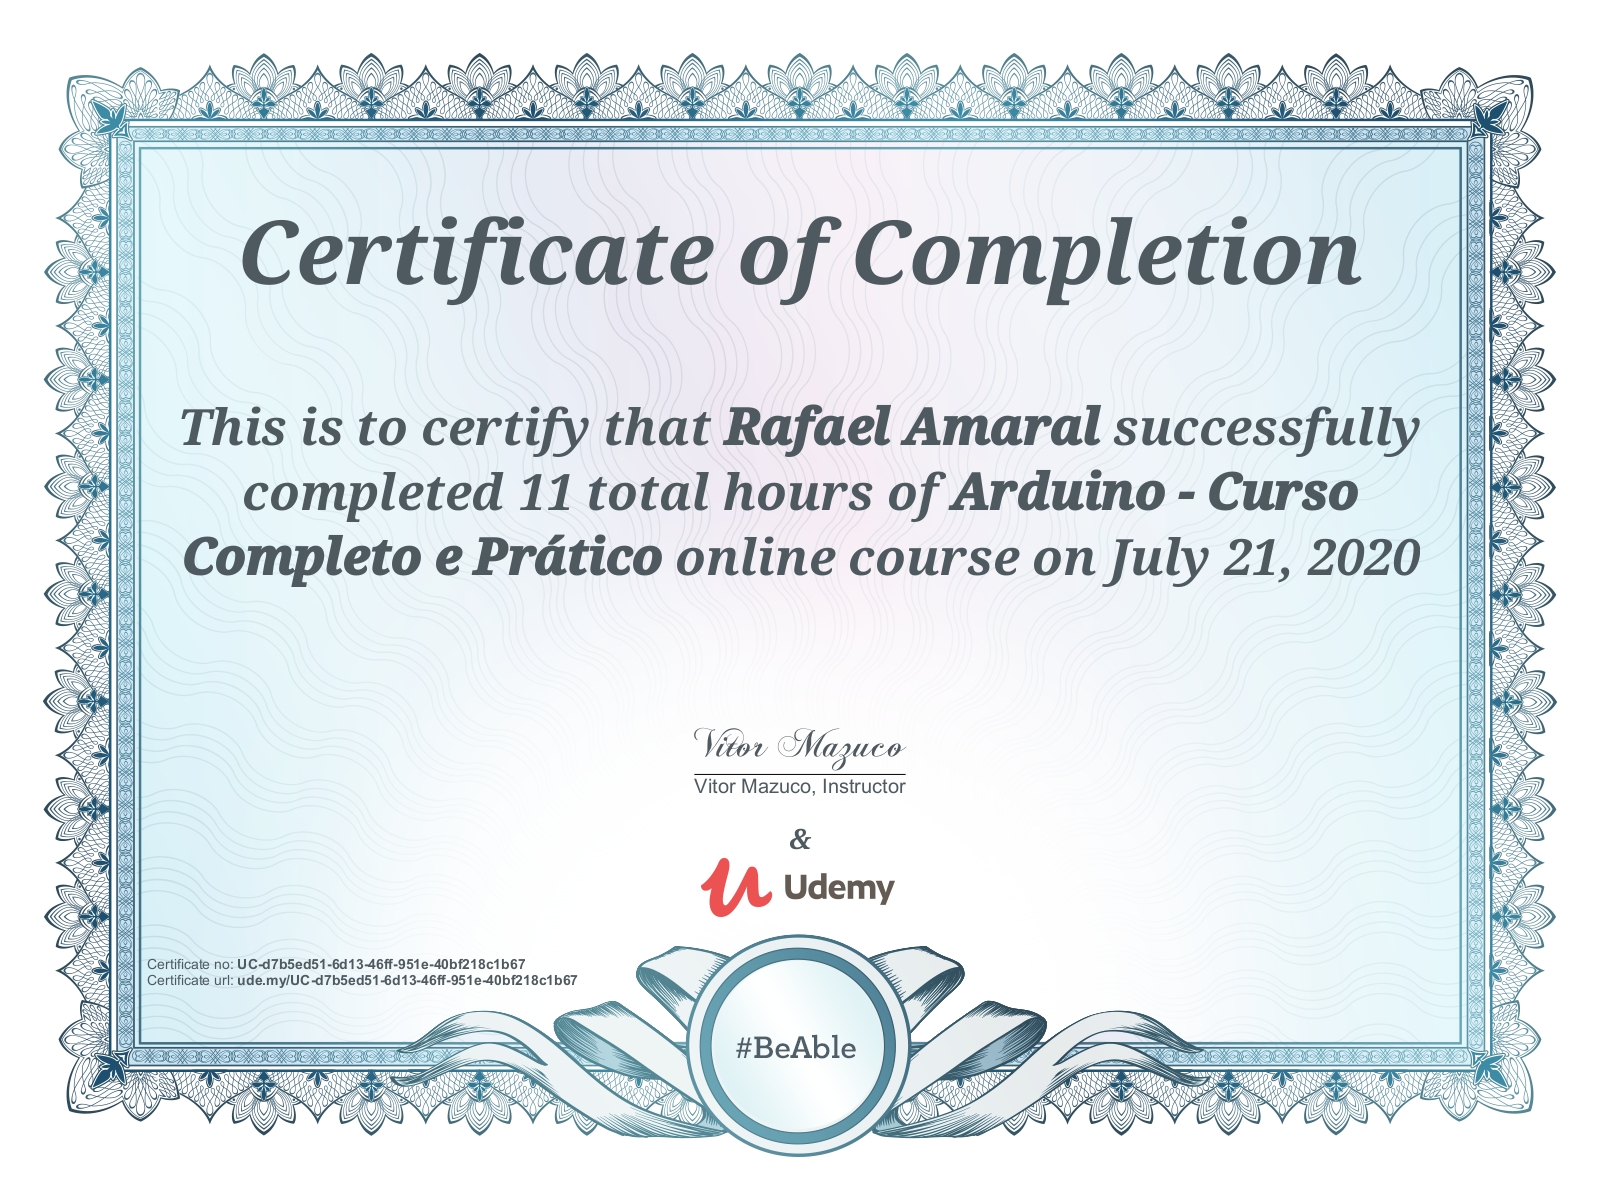 Certificate of Completion
This is to certify that Rafael Amaral successfully
completed 11 total hours of Arduino - Curso
Completo e Prático online course on July 21, 2020
Vitor Mazuco
Vitor Mazuco, Instructor
&
Udemy
Certificate no: UC-d7b5ed51-6d13-46ff-951e-40bf218c1b67
Certificate url: ude.my/UC-d7b5ed51-6d13-46ff-951e-40bf218c1b67
#BeAble